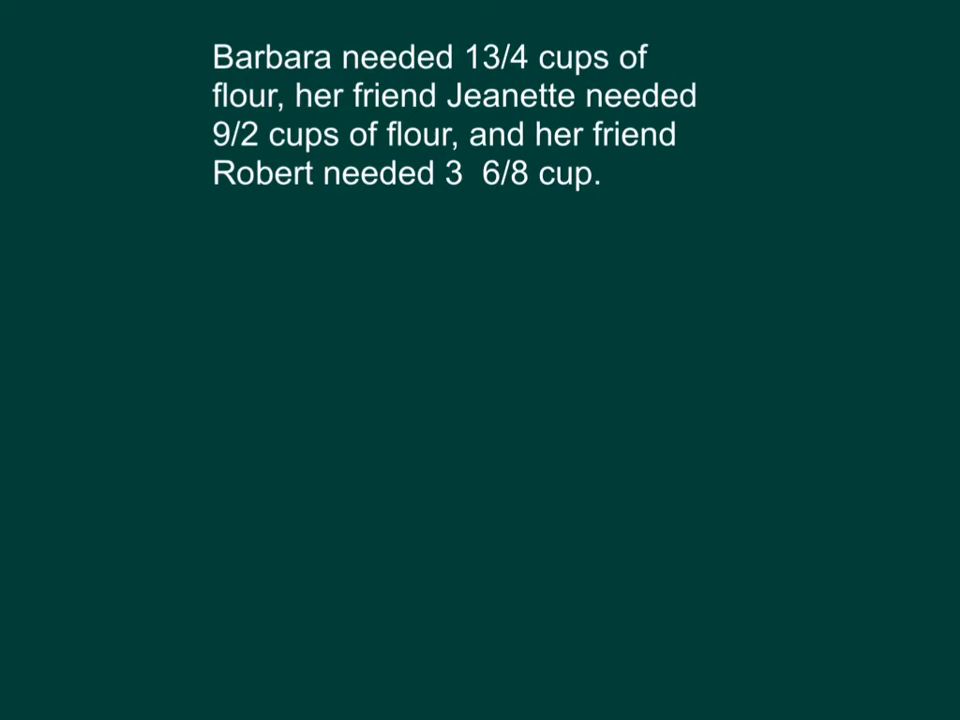 Barbara needed 13/4 cups of
flour, her friend Jeanette needed
9/2 cups of flour, and her friend
Robert needed 3  6/8 cup.